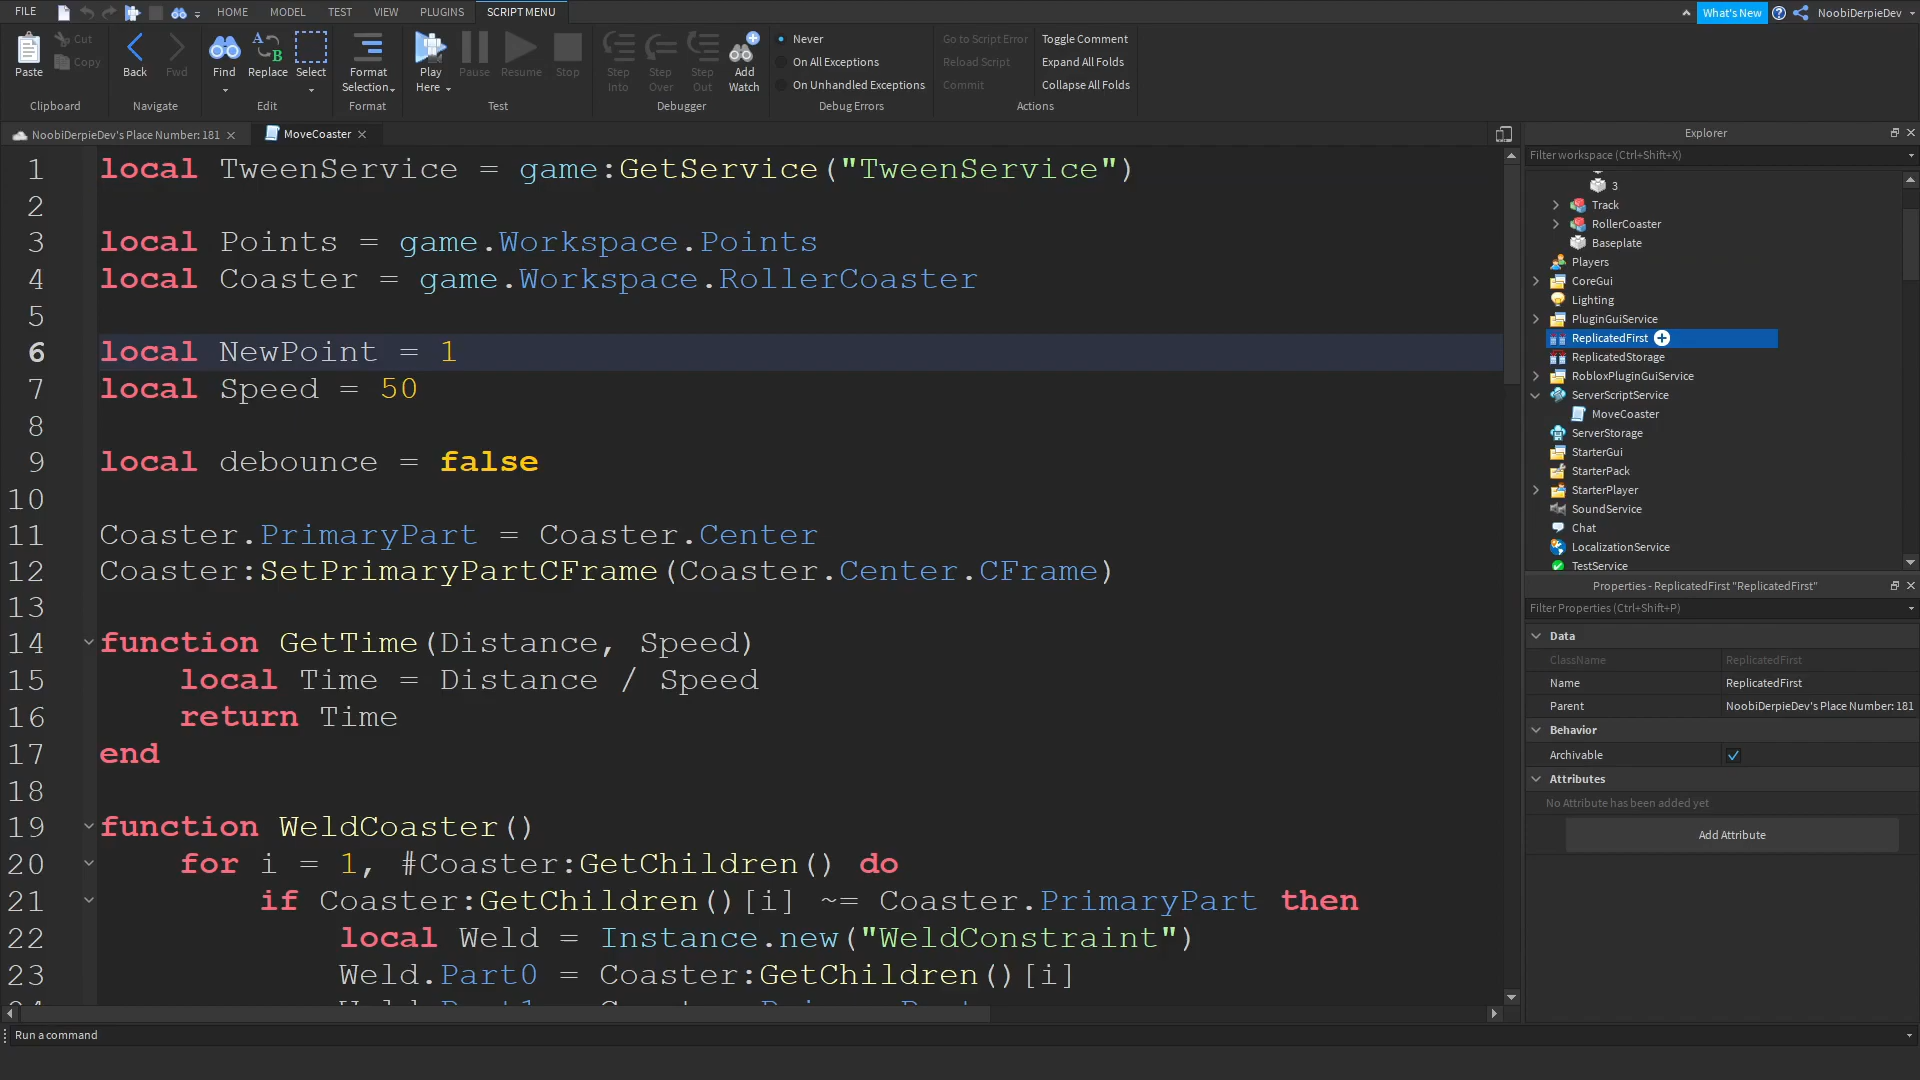 FILE HOME MODEL TEST VIEW PLUGINS SCRIPT MENU What's New NoobiDerpieDev
Paste Cut Copy Back Fwd Find Replace Select Format Selection Play Here Pause Resume Stop Step Into Step Over Step Out Add Watch
Never
On All Exceptions
On Unhandled Exceptions
Go to Script Error
Reload Script
Commit
Toggle Comment
Expand All Folds
Collapse All Folds
Clipboard Navigate Edit Format Test Debugger Debug Errors Actions
NoobiDerpieDev's Place Number: 181 MoveCoaster
1 local TweenService = game:GetService("TweenService")
2
3 local Points = game.Workspace.Points
4 local Coaster = game.Workspace.RollerCoaster
5
6 local NewPoint = 1
7 local Speed = 50
8
9 local debounce = false
10
11 Coaster.PrimaryPart = Coaster.Center
12 Coaster:SetPrimaryPartCFrame(Coaster.Center.CFrame)
13
14 function GetTime(Distance, Speed)
15 local Time = Distance / Speed
16 return Time
17 end
18
19 function WeldCoaster()
20 for i = 1, #Coaster:GetChildren() do
21 if Coaster:GetChildren()[i] ~= Coaster.PrimaryPart then
22 local Weld = Instance.new("WeldConstraint")
23 Weld.Part0 = Coaster:GetChildren()[i]
Run a command
Explorer
Filter workspace (Ctrl+Shift+X)
3
Track
RollerCoaster
Baseplate
Players
CoreGui
Lighting
PluginGuiService
ReplicatedFirst
ReplicatedStorage
RobloxPluginGuiService
ServerScriptService
MoveCoaster
ServerStorage
StarterGui
StarterPack
StarterPlayer
SoundService
Chat
LocalizationService
TestService
Properties - ReplicatedFirst "ReplicatedFirst"
Filter Properties (Ctrl+Shift+P)
Data
ClassName ReplicatedFirst
Name ReplicatedFirst
Parent NoobiDerpieDev's Place Number: 181
Behavior
Archivable
Attributes
No Attribute has been added yet
Add Attribute